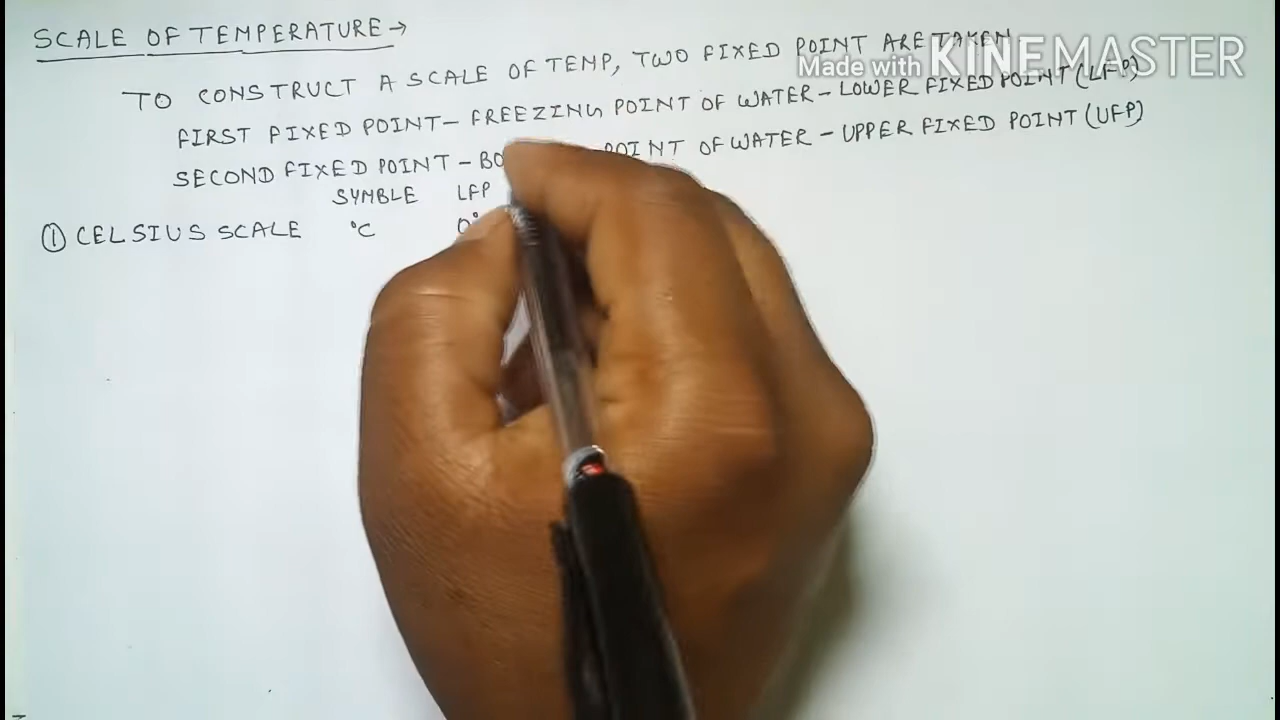 SCALE OF TEMPERATURE →
TO CONSTRUCT A SCALE OF TEMP, TWO FIXED POINT ARE TAKEN
Made with KINEMASTER
FIRST FIXED POINT - FREEZING POINT OF WATER - LOWER FIXED POINT (LFP)
SECOND FIXED POINT - BO POINT OF WATER - UPPER FIXED POINT (UFP)
SYMBLE LFP
① CELSIUS SCALE °C 0°